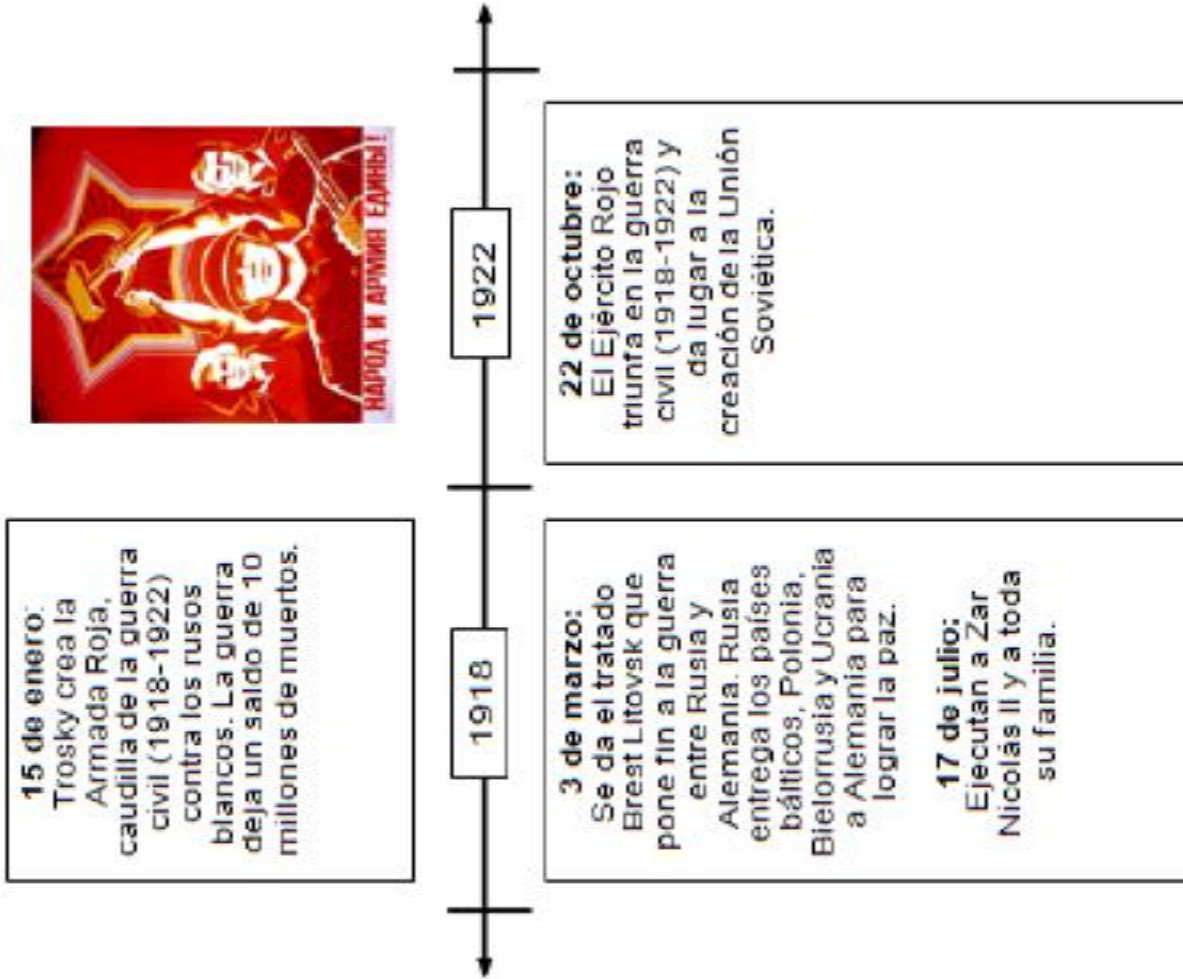 15 de enero:
Trosky crea la
Armada Roja,
caudilla de la guerra
civil (1918-1922)
contra los rusos
blancos. La guerra
deja un saldo de 10
millones de muertos.
НАРОД И АРМИЯ ЕДИНЫ!
1918
1922
3 de marzo:
Se da el tratado
Brest Litovsk que
pone fin a la guerra
entre Rusia y
Alemania. Rusia
entrega los países
bálticos, Polonia,
Bielorrusia y Ucrania
a Alemania para
lograr la paz.
17 de julio:
Ejecutan a Zar
Nicolás II y a toda
su familia.
22 de octubre:
El Ejército Rojo
triunfa en la guerra
civil (1918-1922) y
da lugar a la
creación de la Unión
Soviética.